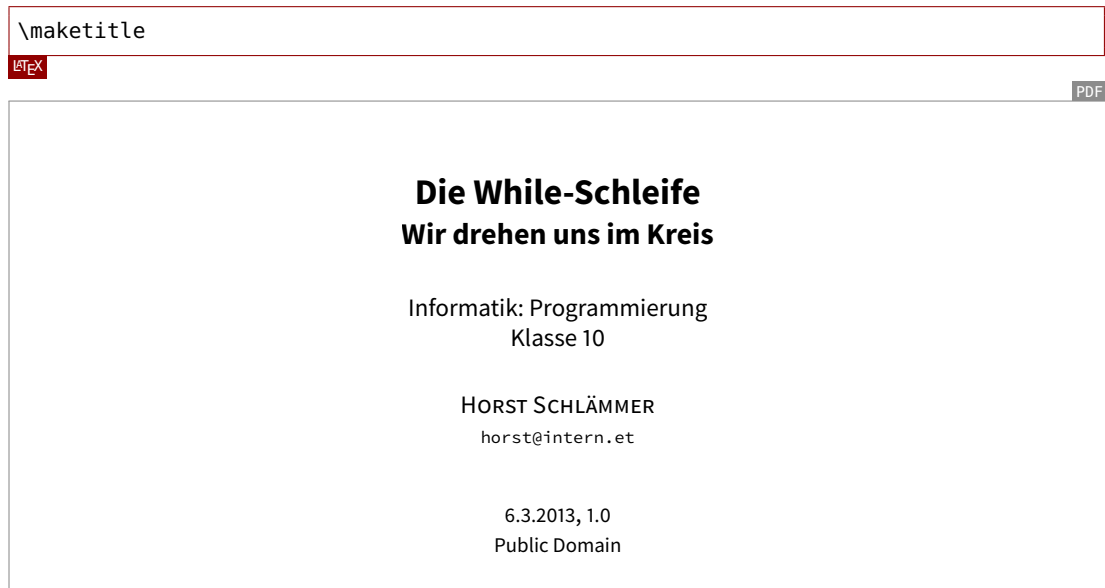 \maketitle
LATEX
PDF
Die While-Schleife
Wir drehen uns im Kreis
Informatik: Programmierung
Klasse 10
HORST SCHLÄMMER
horst@intern.et
6.3.2013, 1.0
Public Domain